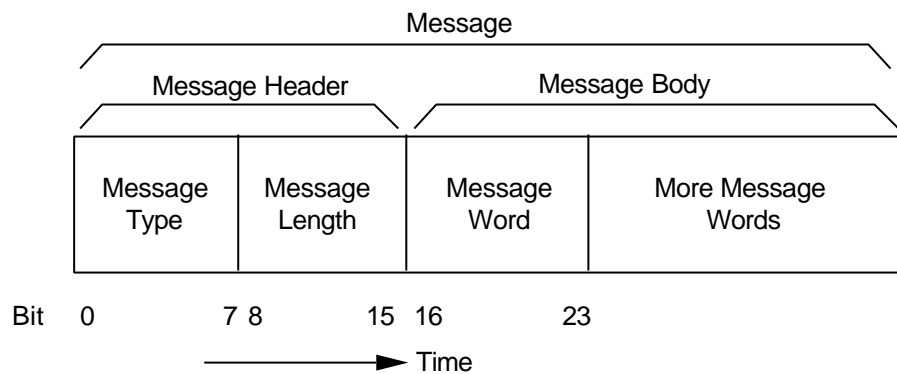 Message
Message Header Message Body
Message Message Message More Message
Type Length Word Words
Bit 0 7 8 15 16 23
Time